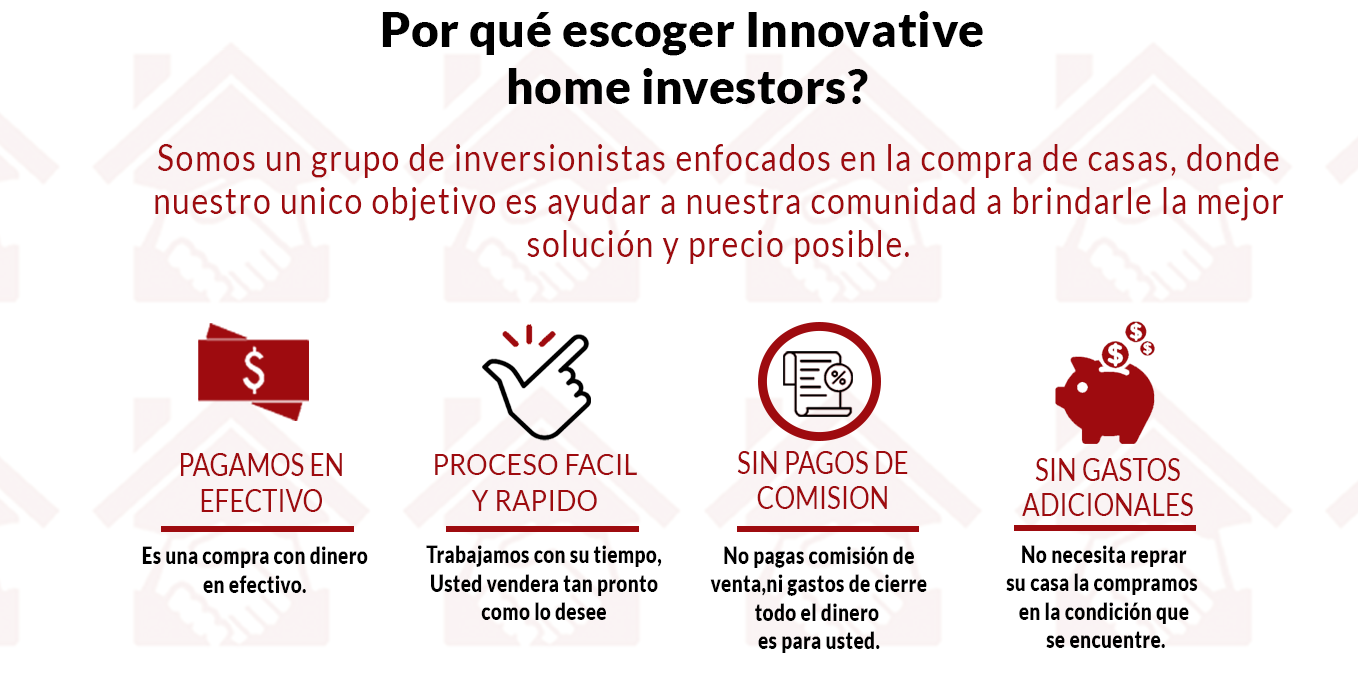 Por qué escoger Innovative
home investors?
Somos un grupo de inversionistas enfocados en la compra de casas, donde
nuestro unico objetivo es ayudar a nuestra comunidad a brindarle la mejor
solución y precio posible.
$
PAGAMOS EN
EFECTIVO
Es una compra con dinero
en efectivo.
PROCESO FACIL
Y RAPIDO
Trabajamos con su tiempo,
Usted vendera tan pronto
como lo desee
%
SIN PAGOS DE
COMISION
No pagas comisión de
venta,ni gastos de cierre
todo el dinero
es para usted.
$ $ $
SIN GASTOS
ADICIONALES
No necesita reprar
su casa la compramos
en la condición que
se encuentre.